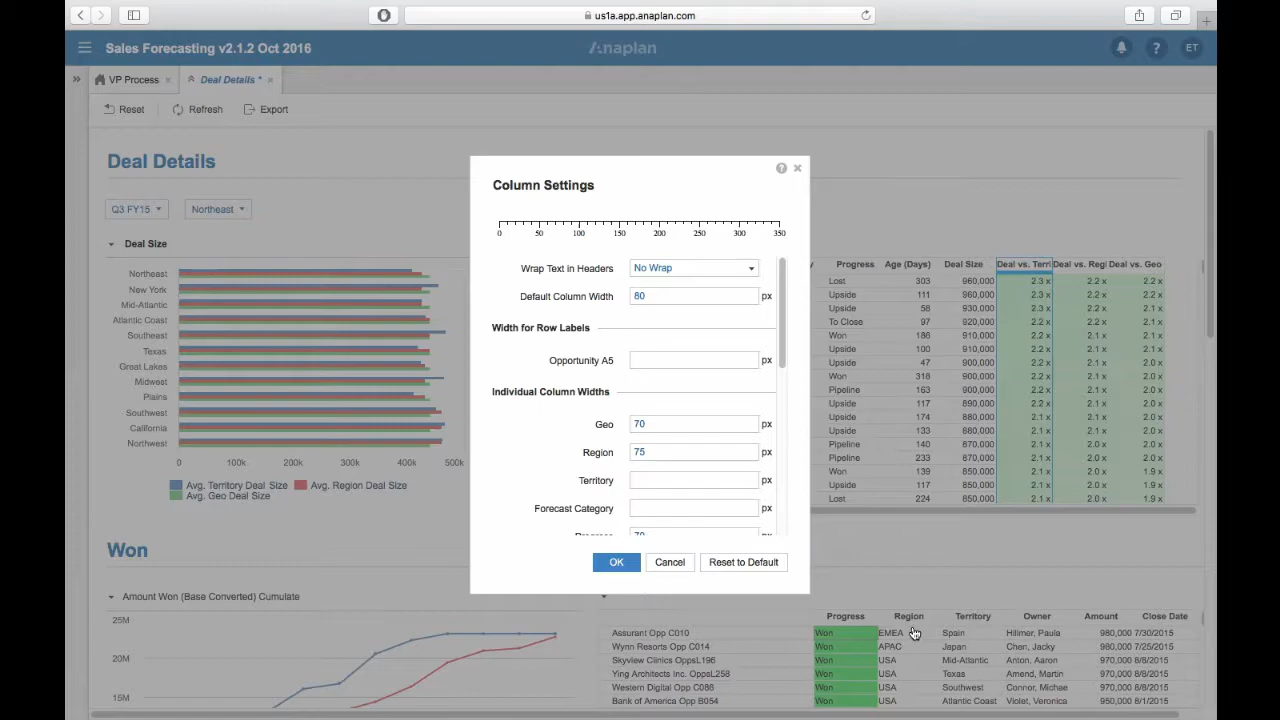 us1a.app.anaplan.com
Sales Forecasting v2.1.2 Oct 2016
Anaplan
? ET
VP Process × Deal Details * ×
Reset Refresh Export
Deal Details
Q3 FY15 Northeast
Deal Size
Northeast
New York
Mid-Atlantic
Atlantic Coast
Southeast
Texas
Great Lakes
Midwest
Plains
Southwest
California
Northwest
0 100k 200k 300k 400k 500k
Avg. Territory Deal Size Avg. Region Deal Size
Avg. Geo Deal Size
Column Settings
0 50 100 150 200 250 300 350
Wrap Text in Headers No Wrap
Default Column Width 80 px
Width for Row Labels
Opportunity A5 px
Individual Column Widths
Geo 70 px
Region 75 px
Territory px
Forecast Category px
Progress 70 px
OK Cancel Reset to Default
y Progress Age (Days) Deal Size Deal vs. Terri Deal vs. Regi Deal vs. Geo
Lost 303 960,000 2.3 x 2.2 x 2.2 x
Upside 111 960,000 2.3 x 2.2 x 2.2 x
Upside 58 930,000 2.3 x 2.2 x 2.1 x
To Close 97 920,000 2.2 x 2.2 x 2.1 x
Won 186 910,000 2.2 x 2.1 x 2.1 x
Upside 100 910,000 2.2 x 2.1 x 2.1 x
Upside 47 900,000 2.2 x 2.1 x 2.0 x
Won 318 900,000 2.2 x 2.1 x 2.0 x
Pipeline 163 900,000 2.2 x 2.1 x 2.0 x
Upside 117 890,000 2.2 x 2.1 x 2.0 x
Upside 174 880,000 2.1 x 2.1 x 2.0 x
Upside 133 880,000 2.1 x 2.1 x 2.0 x
Pipeline 140 870,000 2.1 x 2.0 x 2.0 x
Pipeline 233 870,000 2.1 x 2.0 x 2.0 x
Won 139 850,000 2.1 x 2.0 x 1.9 x
Upside 117 850,000 2.1 x 2.0 x 1.9 x
Lost 224 850,000 2.1 x 2.0 x 1.9 x
Won
Amount Won (Base Converted) Cumulate
25M
20M
15M
Progress Region Territory Owner Amount Close Date
Assurant Opp C010 Won EMEA Spain Hillmer, Paula 980,000 7/30/2015
Wynn Resorts Opp C014 Won APAC Japan Chen, Jacky 980,000 7/25/2015
Skyview Clinics OppsL196 Won USA Mid-Atlantic Anton, Aaron 970,000 8/8/2015
Ying Architects Inc. OppsL258 Won USA Texas Amend, Martin 970,000 8/8/2015
Western Digital Opp C086 Won USA Southwest Connor, Michae 970,000 8/8/2015
Bank of America Opp B054 Won USA Atlantic Coast Violet, Veronica 950,000 8/1/2015